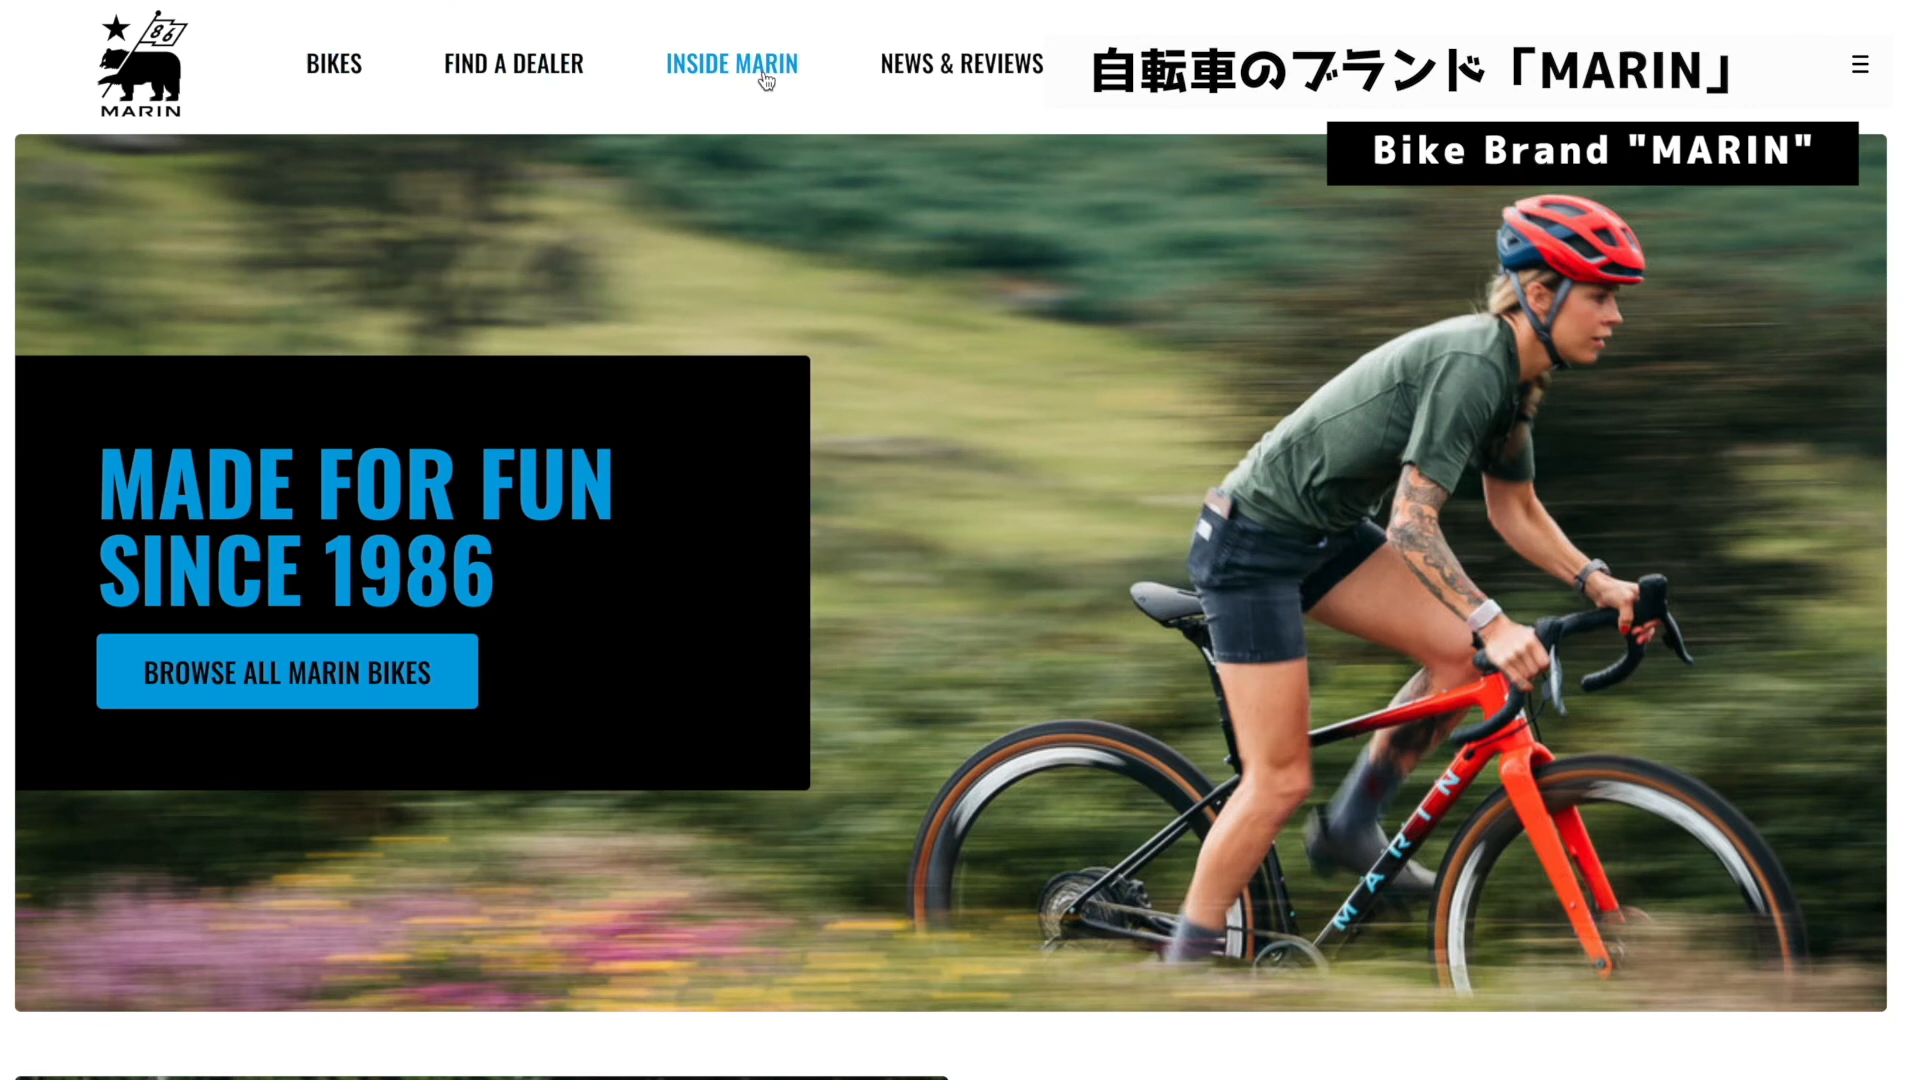 86
MARIN
BIKES
FIND A DEALER
INSIDE MARIN
NEWS & REVIEWS
自転車のブランド「MARIN」
Bike Brand "MARIN"
MADE FOR FUN
SINCE 1986
BROWSE ALL MARIN BIKES
MARIN